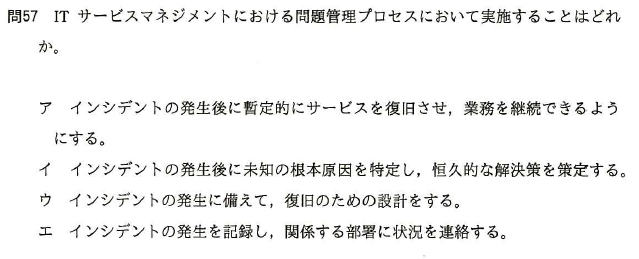 問57 IT サービスマネジメントにおける問題管理プロセスにおいて実施することはどれ
か。
ア インシデントの発生後に暫定的にサービスを復旧させ，業務を継続できるよう
にする。
イ インシデントの発生後に未知の根本原因を特定し，恒久的な解決策を策定する。
ウ インシデントの発生に備えて，復旧のための設計をする。
エ インシデントの発生を記録し，関係する部署に状況を連絡する。